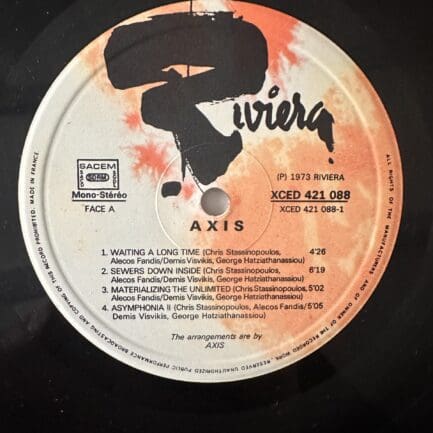 Riviera
SACEM
SACD SDRM SGDL
Mono-Stéréo
FACE A
(P) 1973 RIVIERA
XCED 421 088
XCED 421 088-1
AXIS
1. WAITING A LONG TIME (Chris Stassinopoulos, 4'26
Alecos Fandis/Demis Visvikis, George Hatziathanassiou)
2. SEWERS DOWN INSIDE (Chris Stassinopoulos, 6'19
Alecos Fandis/Demis Visvikis, George Hatziathanassiou)
3. MATERIALIZING THE UNLIMITED (Chris Stassinopoulos, 5'02
Alecos Fandis/Demis Visvikis, George Hatziathanassiou)
4. ASYMPHONIA II (Chris Stassinopoulos, Alecos Fandis/ 5'05
Demis Visvikis, George Hatziathanassiou)
The arrangements are by
AXIS
ALL RIGHTS OF THE MANUFACTURERS AND OF OWNER OF THE RECORDED WORK RESERVED UNAUTHORIZED PUBLIC PERFORMANCE BROADCASTING AND COPYING OF THIS RECORD PROHIBITED. MADE IN FRANCE.